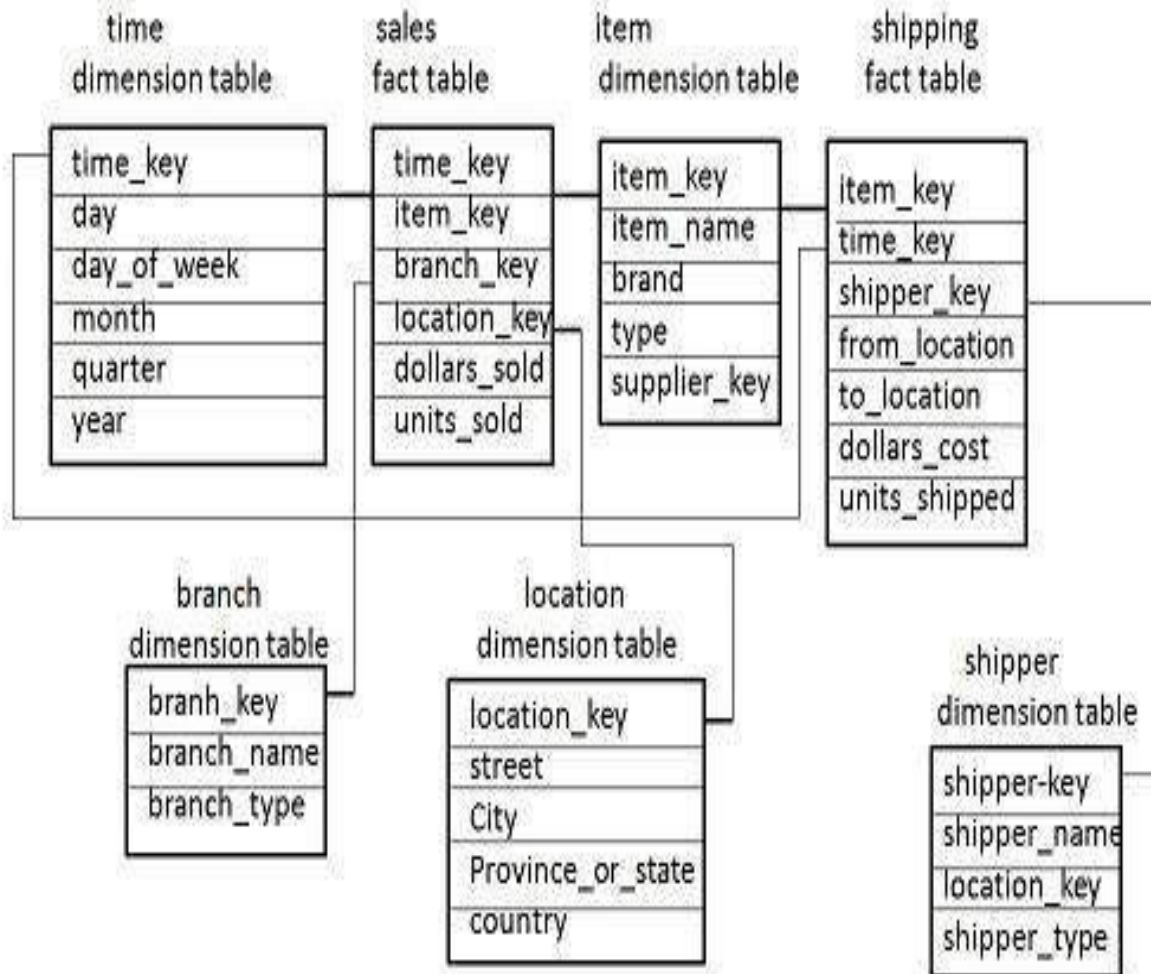 time
dimension table
time_key
day
day_of_week
month
quarter
year
sales
fact table
time_key
item_key
branch_key
location_key
dollars_sold
units_sold
item
dimension table
item_key
item_name
brand
type
supplier_key
shipping
fact table
item_key
time_key
shipper_key
from_location
to_location
dollars_cost
units_shipped
branch
dimension table
branh_key
branch_name
branch_type
location
dimension table
location_key
street
City
Province_or_state
country
shipper
dimension table
shipper-key
shipper_name
location_key
shipper_type